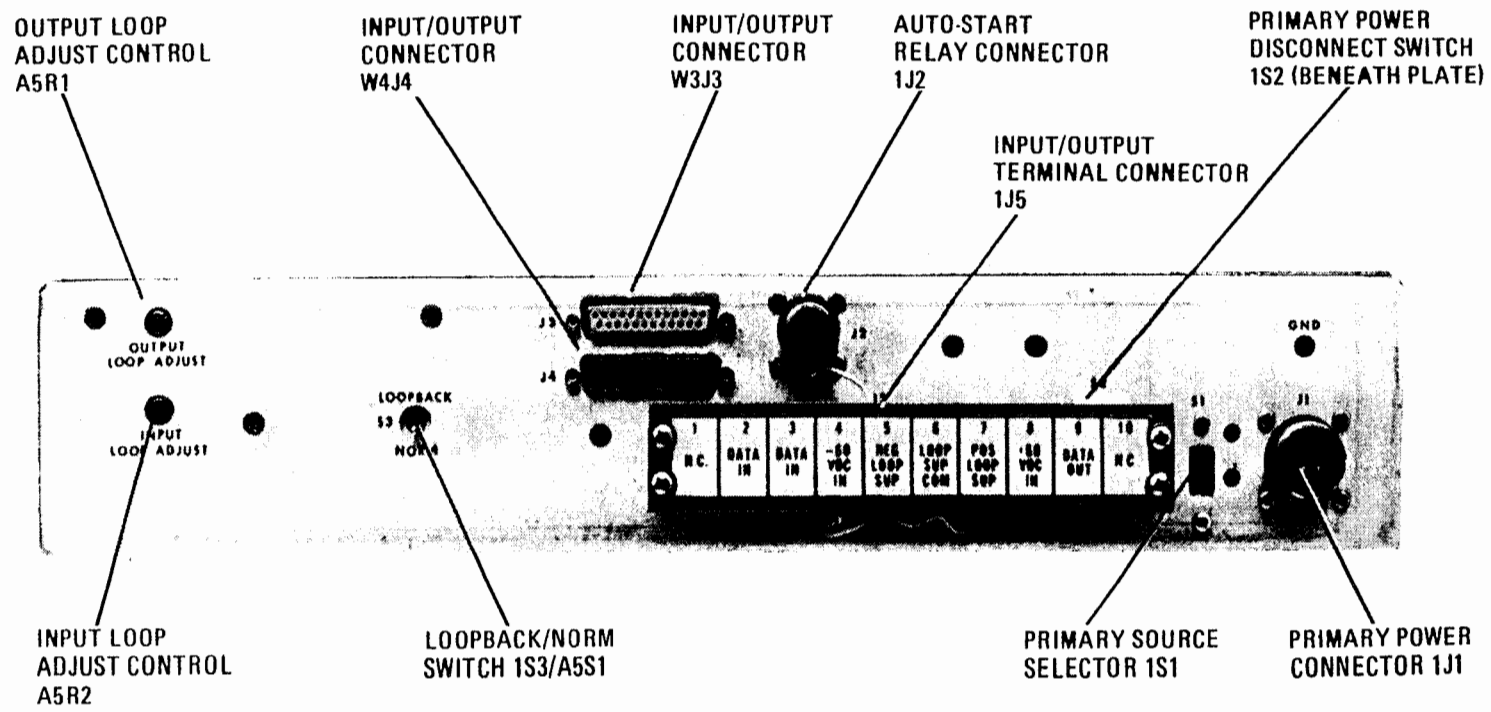 OUTPUT LOOP
ADJUST CONTROL
A5R1
INPUT/OUTPUT
CONNECTOR
W4J4
INPUT/OUTPUT
CONNECTOR
W3J3
AUTO-START
RELAY CONNECTOR
1J2
PRIMARY POWER
DISCONNECT SWITCH
1S2 (BENEATH PLATE)
INPUT/OUTPUT
TERMINAL CONNECTOR
1J5
OUTPUT
LOOP ADJUST
J3
J2
GND
J4
LOOPBACK
S3
INPUT
LOOP ADJUST
S1
J1
1
N.C.
2
DATA
IN
3
DATA
IN
4
-60
VDC
IN
5
NEG
LOOP
SUP
6
LOOP
SUP
COM
7
POS
LOOP
SUP
8
+60
VDC
IN
9
DATA
OUT
10
N.C.
INPUT LOOP
ADJUST CONTROL
A5R2
LOOPBACK/NORM
SWITCH 1S3/A5S1
PRIMARY SOURCE
SELECTOR 1S1
PRIMARY POWER
CONNECTOR 1J1